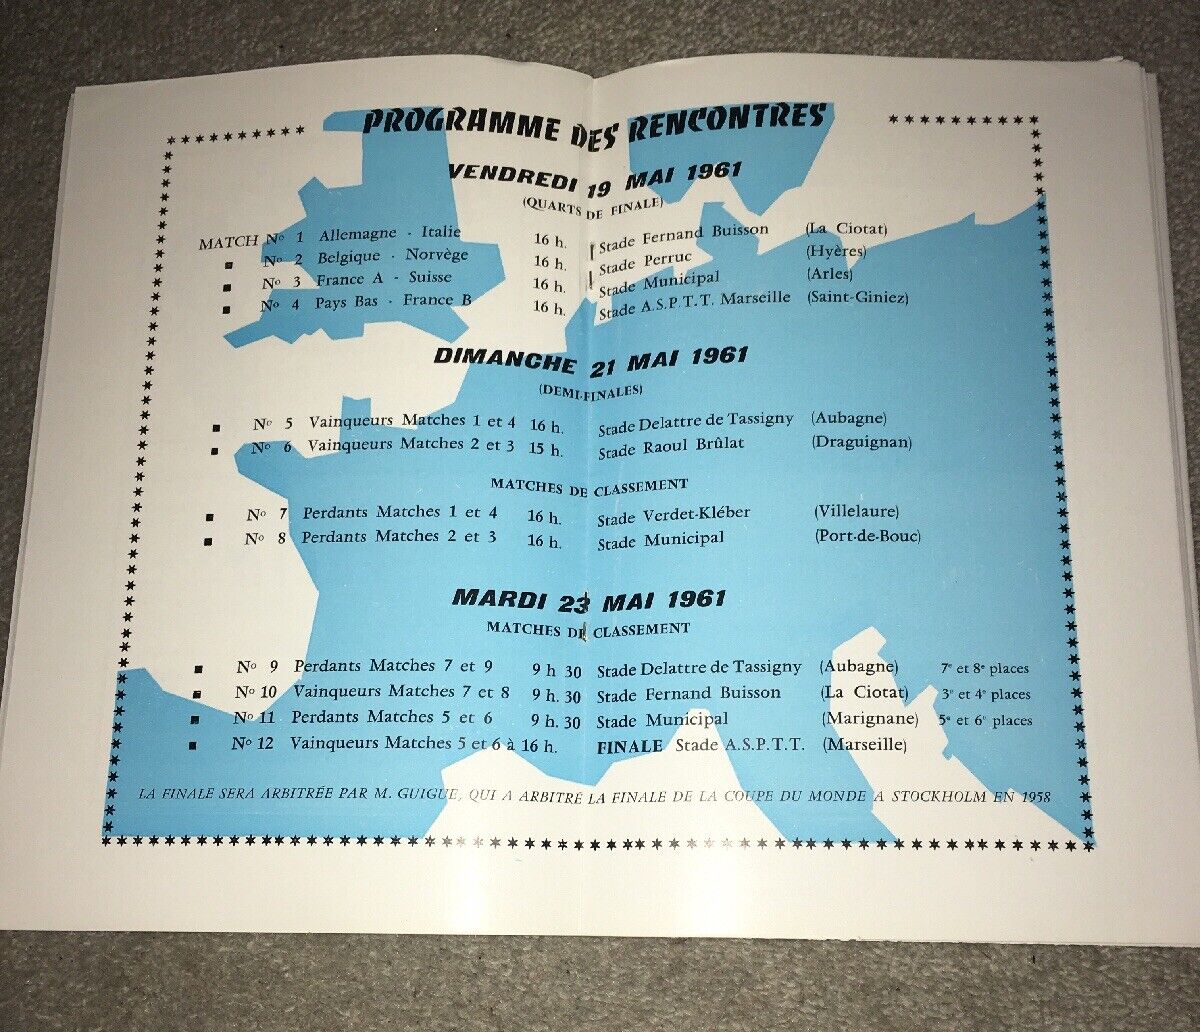 PROGRAMME DES RENCONTRES
VENDREDI 19 MAI 1961
(QUARTS DE FINALE)
MATCH Nº 1 Allemagne - Italie 16 h. Stade Fernand Buisson (La Ciotat)
■ Nº 2 Belgique - Norvège 16 h. Stade Perruc (Hyères)
■ Nº 3 France A - Suisse 16 h. Stade Municipal (Arles)
■ Nº 4 Pays Bas - France B 16 h. Stade A.S.P.T.T. Marseille (Saint-Giniez)
DIMANCHE 21 MAI 1961
(DEMI-FINALES)
■ Nº 5 Vainqueurs Matches 1 et 4 16 h. Stade Delattre de Tassigny (Aubagne)
■ Nº 6 Vainqueurs Matches 2 et 3 15 h. Stade Raoul Brûlat (Draguignan)
MATCHES DE CLASSEMENT
■ Nº 7 Perdants Matches 1 et 4 16 h. Stade Verdet-Kléber (Villelaure)
■ Nº 8 Perdants Matches 2 et 3 16 h. Stade Municipal (Port-de-Bouc)
MARDI 23 MAI 1961
MATCHES DE CLASSEMENT
■ Nº 9 Perdants Matches 7 et 9 9 h 30 Stade Delattre de Tassigny (Aubagne) 7e et 8e places
■ Nº 10 Vainqueurs Matches 7 et 8 9 h. 30 Stade Fernand Buisson (La Ciotat) 3e et 4e places
■ Nº 11 Perdants Matches 5 et 6 9 h. 30 Stade Municipal (Marignane) 5e et 6e places
■ Nº 12 Vainqueurs Matches 5 et 6 à 16 h. FINALE Stade A.S.P.T.T. (Marseille)
LA FINALE SERA ARBITRÉE PAR M. GUIGUE, QUI A ARBITRÉ LA FINALE DE LA COUPE DU MONDE A STOCKHOLM EN 1958